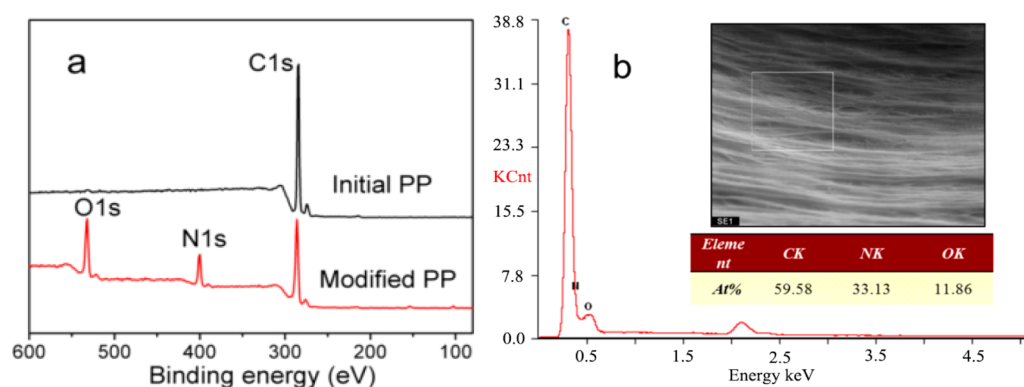 a
C1s
Initial PP
O1s
N1s
Modified PP
600 500 400 300 200 100
Binding energy (eV)
b
38.8
31.1
23.3
KCnt
15.5
7.8
0.0
C
N
O
0.5 1.5 2.5 3.5 4.5
Energy keV
SE1
Eleme
nt CK NK OK
At% 59.58 33.13 11.86